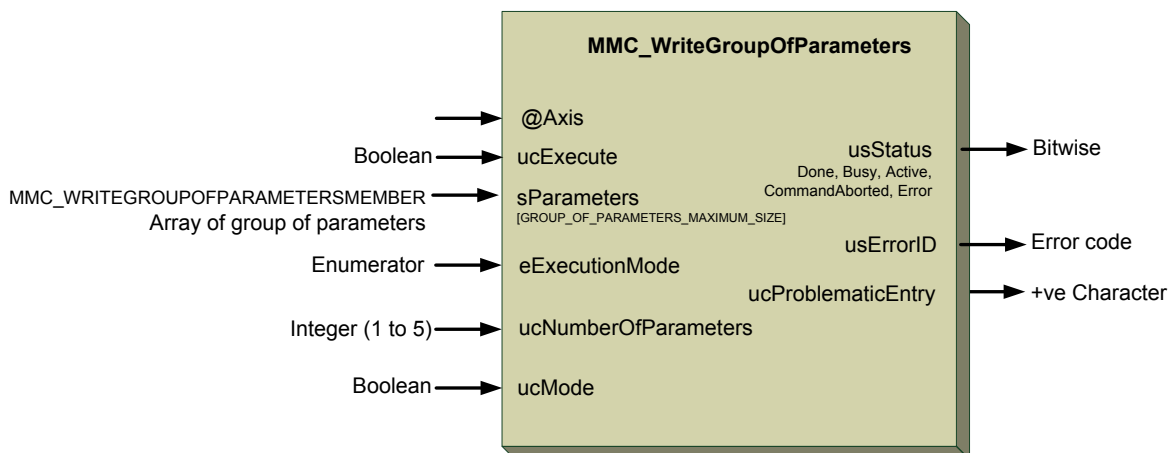 MMC_WriteGroupOfParameters
@Axis
Boolean
ucExecute
usStatus
Bitwise
Done, Busy, Active,
CommandAborted, Error
MMC_WRITEGROUPOFPARAMETERSMEMBER
Array of group of parameters
sParameters
[GROUP_OF_PARAMETERS_MAXIMUM_SIZE]
usErrorID
Error code
Enumerator
eExecutionMode
ucProblematicEntry
+ve Character
Integer (1 to 5)
ucNumberOfParameters
Boolean
ucMode